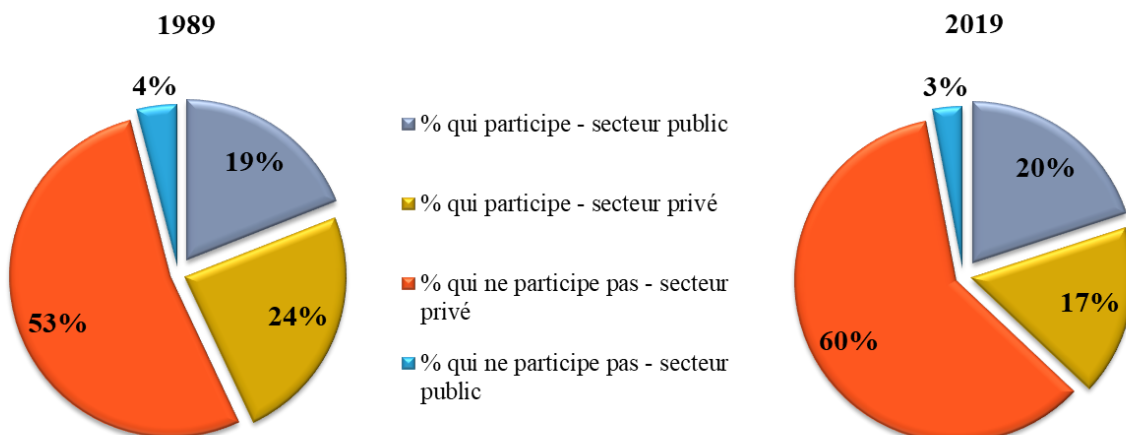 1989
4%
19%
24%
53%
% qui participe - secteur public
% qui participe - secteur privé
% qui ne participe pas - secteur
privé
% qui ne participe pas - secteur
public
2019
3%
20%
17%
60%